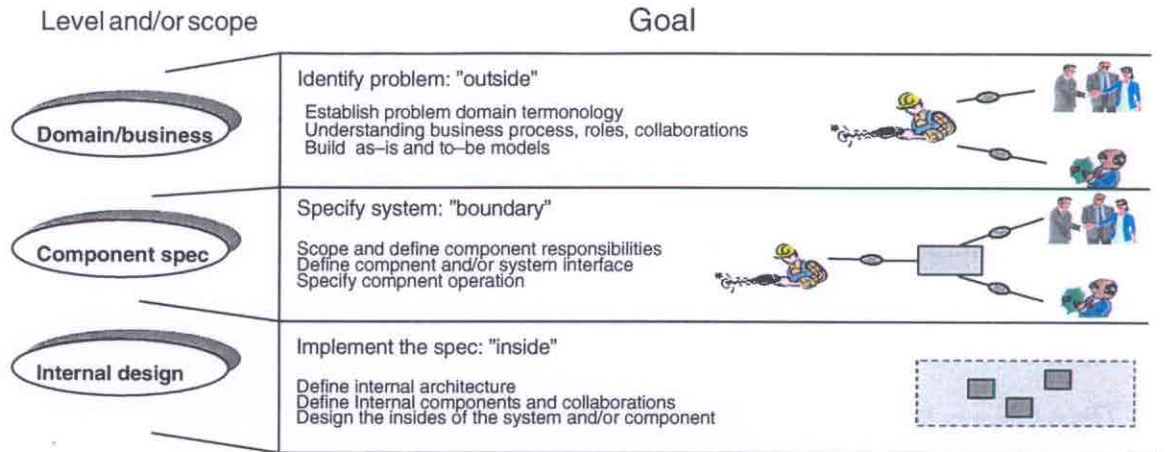 Level and/or scope
Goal
Domain/business
Identify problem: "outside"
Establish problem domain termonology
Understanding business process, roles, collaborations
Build as–is and to–be models
Component spec
Specify system: "boundary"
Scope and define component responsibilities
Define compnent and/or system interface
Specify compnent operation
Internal design
Implement the spec: "inside"
Define internal architecture
Define Internal components and collaborations
Design the insides of the system and/or component